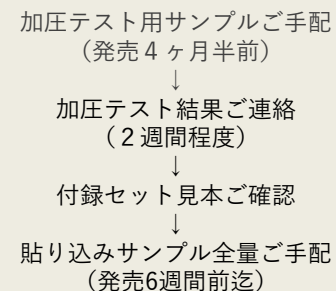 加圧テスト用サンプルご手配
(発売４ヶ月半前)
↓
加圧テスト結果ご連絡
(２週間程度)
↓
付録セット見本ご確認
↓
貼り込みサンプル全量ご手配
(発売6週間前迄)